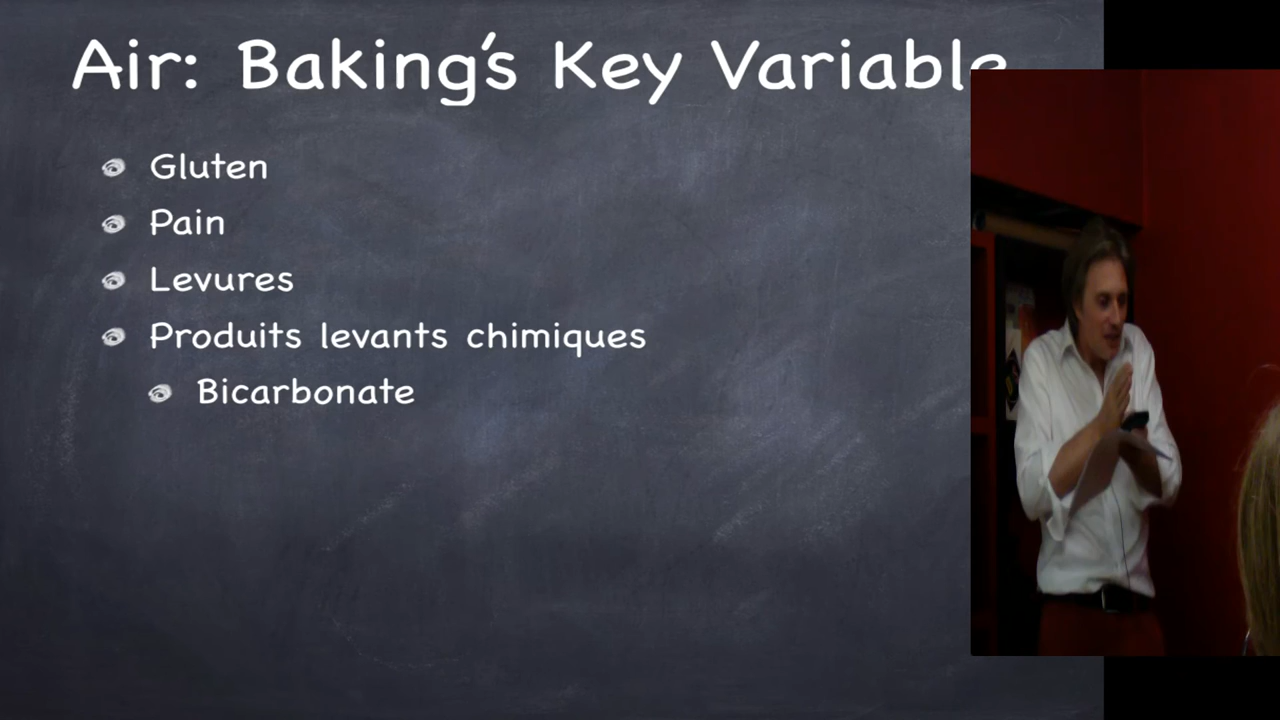 Air: Baking's Key Variable
Gluten
Pain
Levures
Produits levants chimiques
Bicarbonate